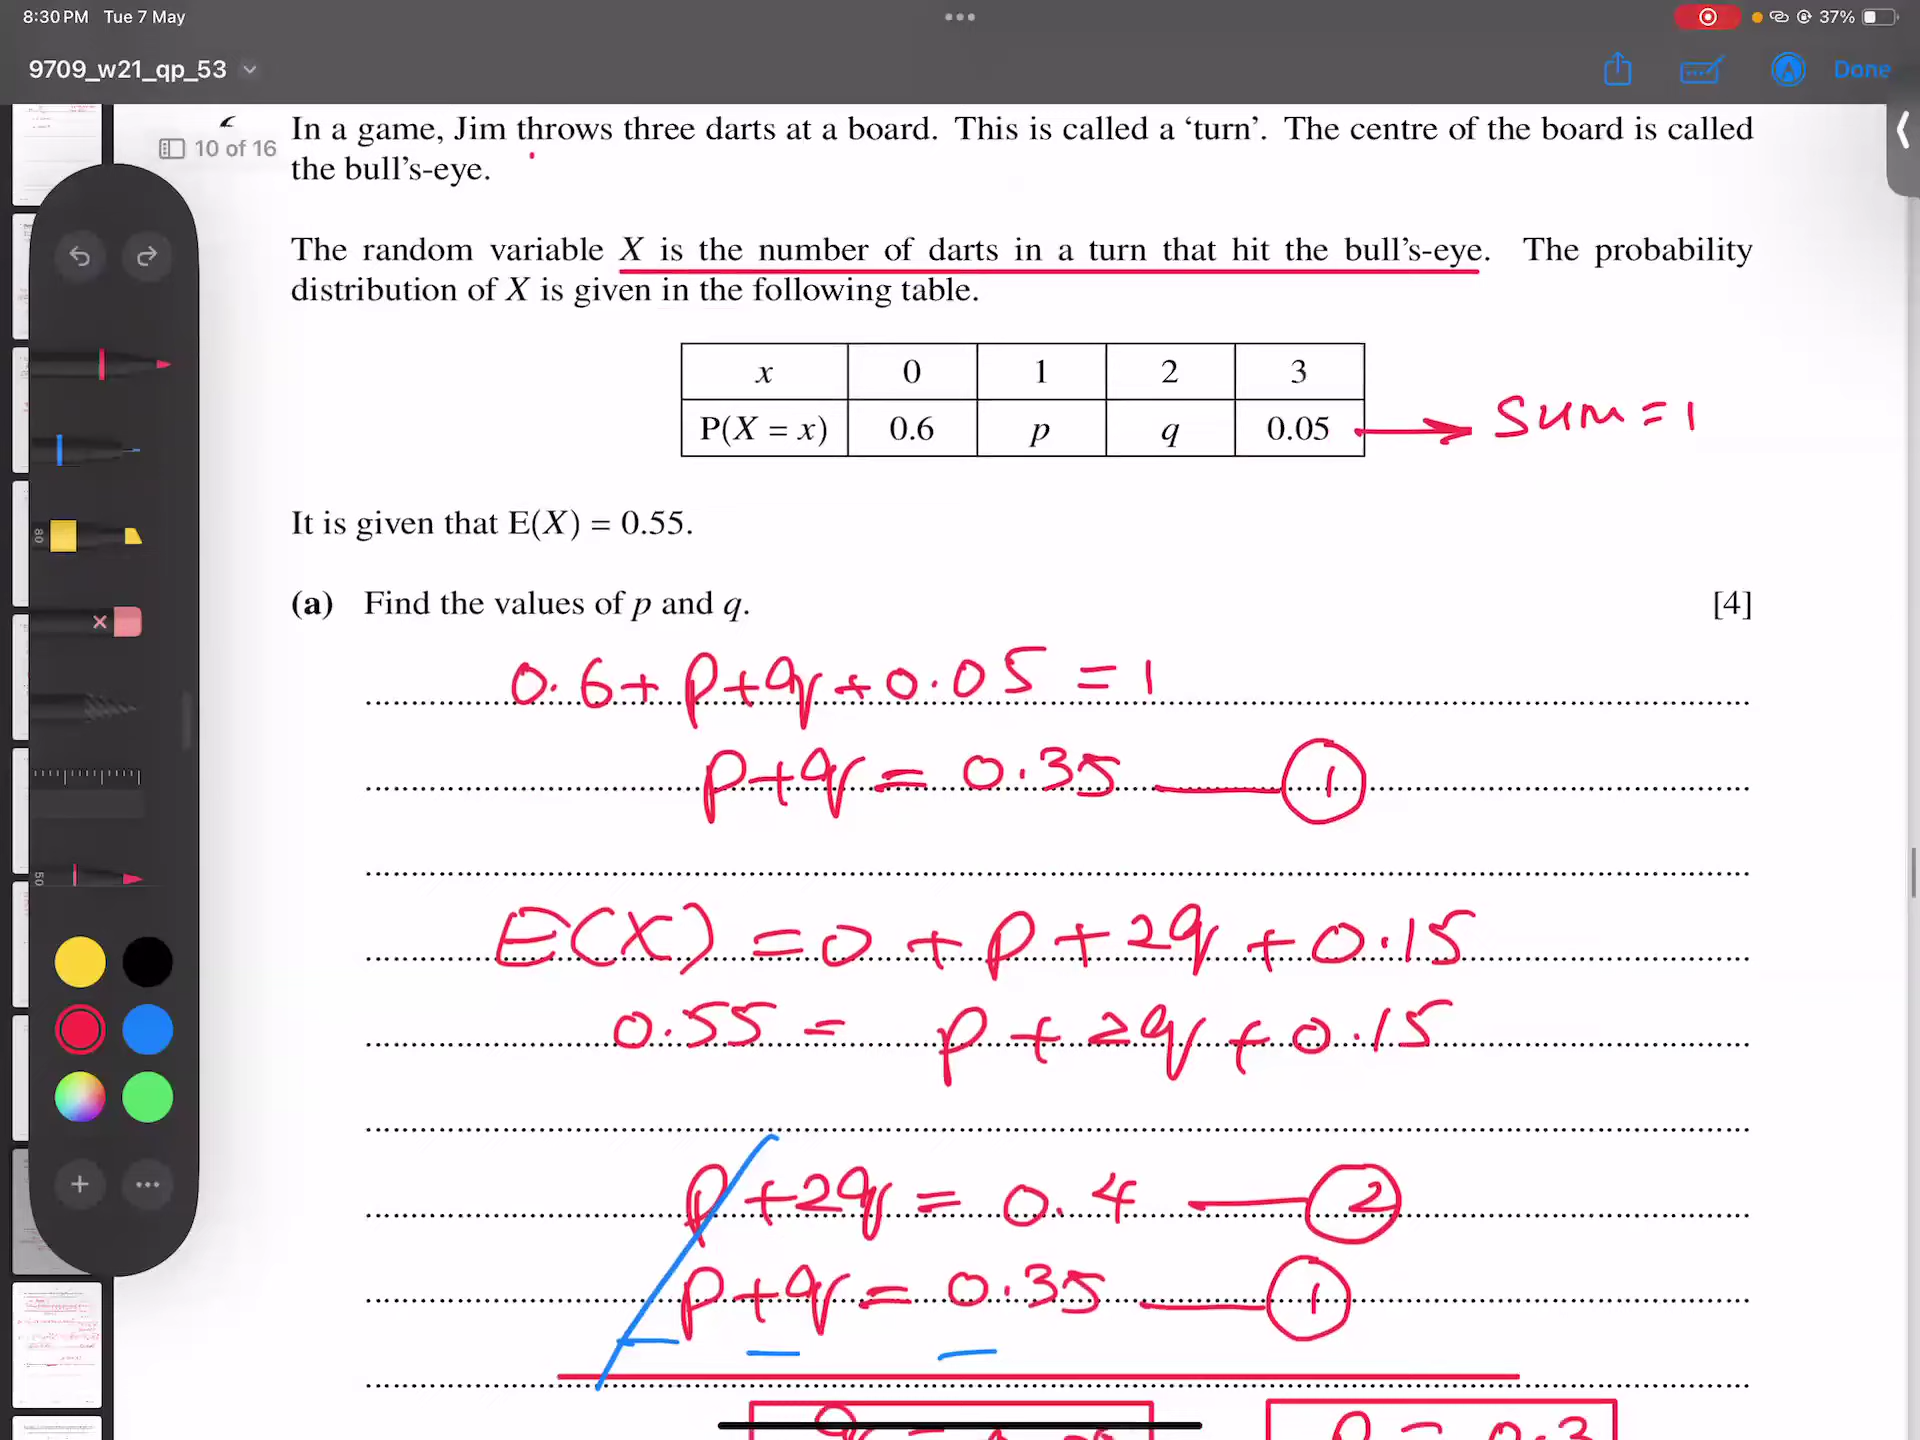 8:30 PM Tue 7 May
37%
9709_w21_qp_53
Done
10 of 16
In a game, Jim throws three darts at a board. This is called a ‘turn’. The centre of the board is called
the bull’s-eye.
The random variable X is the number of darts in a turn that hit the bull’s-eye. The probability
distribution of X is given in the following table.
x 0 1 2 3
P(X = x) 0.6 p q 0.05
Sum = 1
It is given that E(X) = 0.55.
(a) Find the values of p and q. [4]
0.6 + p + q + 0.05 = 1
p + q = 0.35 1
E(X) = 0 + p + 2q + 0.15
0.55 = p + 2q + 0.15
p + 2q = 0.4 2
p + q = 0.35 1
p = 0.3
80
50